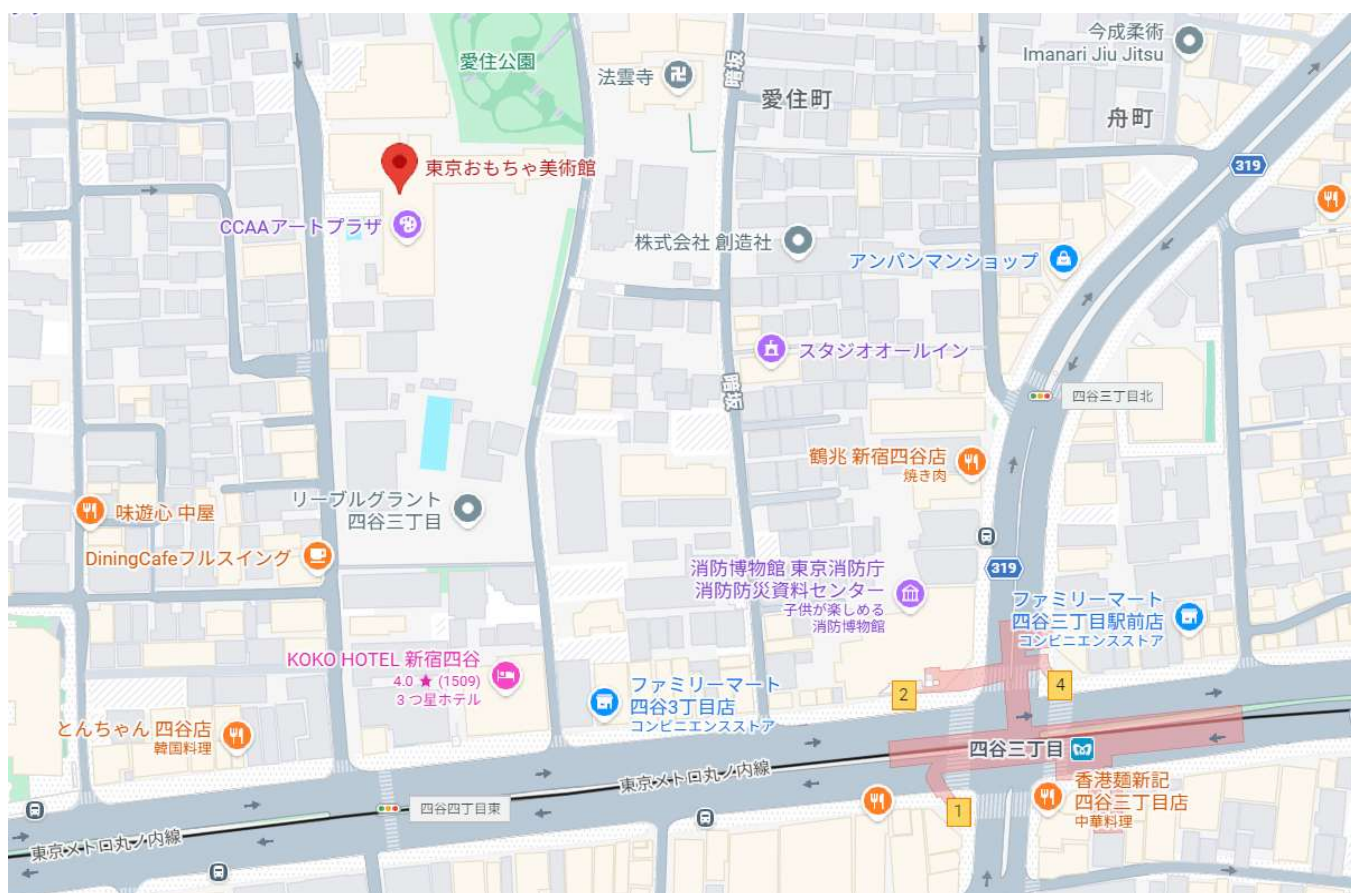 今成柔術
Imanari Jiu Jitsu
愛住公園
法雲寺
暗坂
愛住町
舟町
319
東京おもちゃ美術館
CCAAアートプラザ
株式会社 創造社
アンパンマンショップ
スタジオオールイン
暗坂
四谷三丁目北
鶴兆 新宿四谷店
焼き肉
リーブルグラント
四谷三丁目
味遊心 中屋
DiningCafeフルスイング
消防博物館 東京消防庁
消防防災資料センター
子供が楽しめる
消防博物館
319
ファミリーマート
四谷三丁目駅前店
コンビニエンスストア
KOKO HOTEL 新宿四谷
4.0 ★ (1509)
3 つ星ホテル
ファミリーマート
四谷3丁目店
コンビニエンスストア
2
4
とんちゃん 四谷店
韓国料理
四谷三丁目
東京メトロ丸ノ内線
香港麺新記
四谷三丁目店
中華料理
四谷四丁目東
1
東京メトロ丸ノ内線